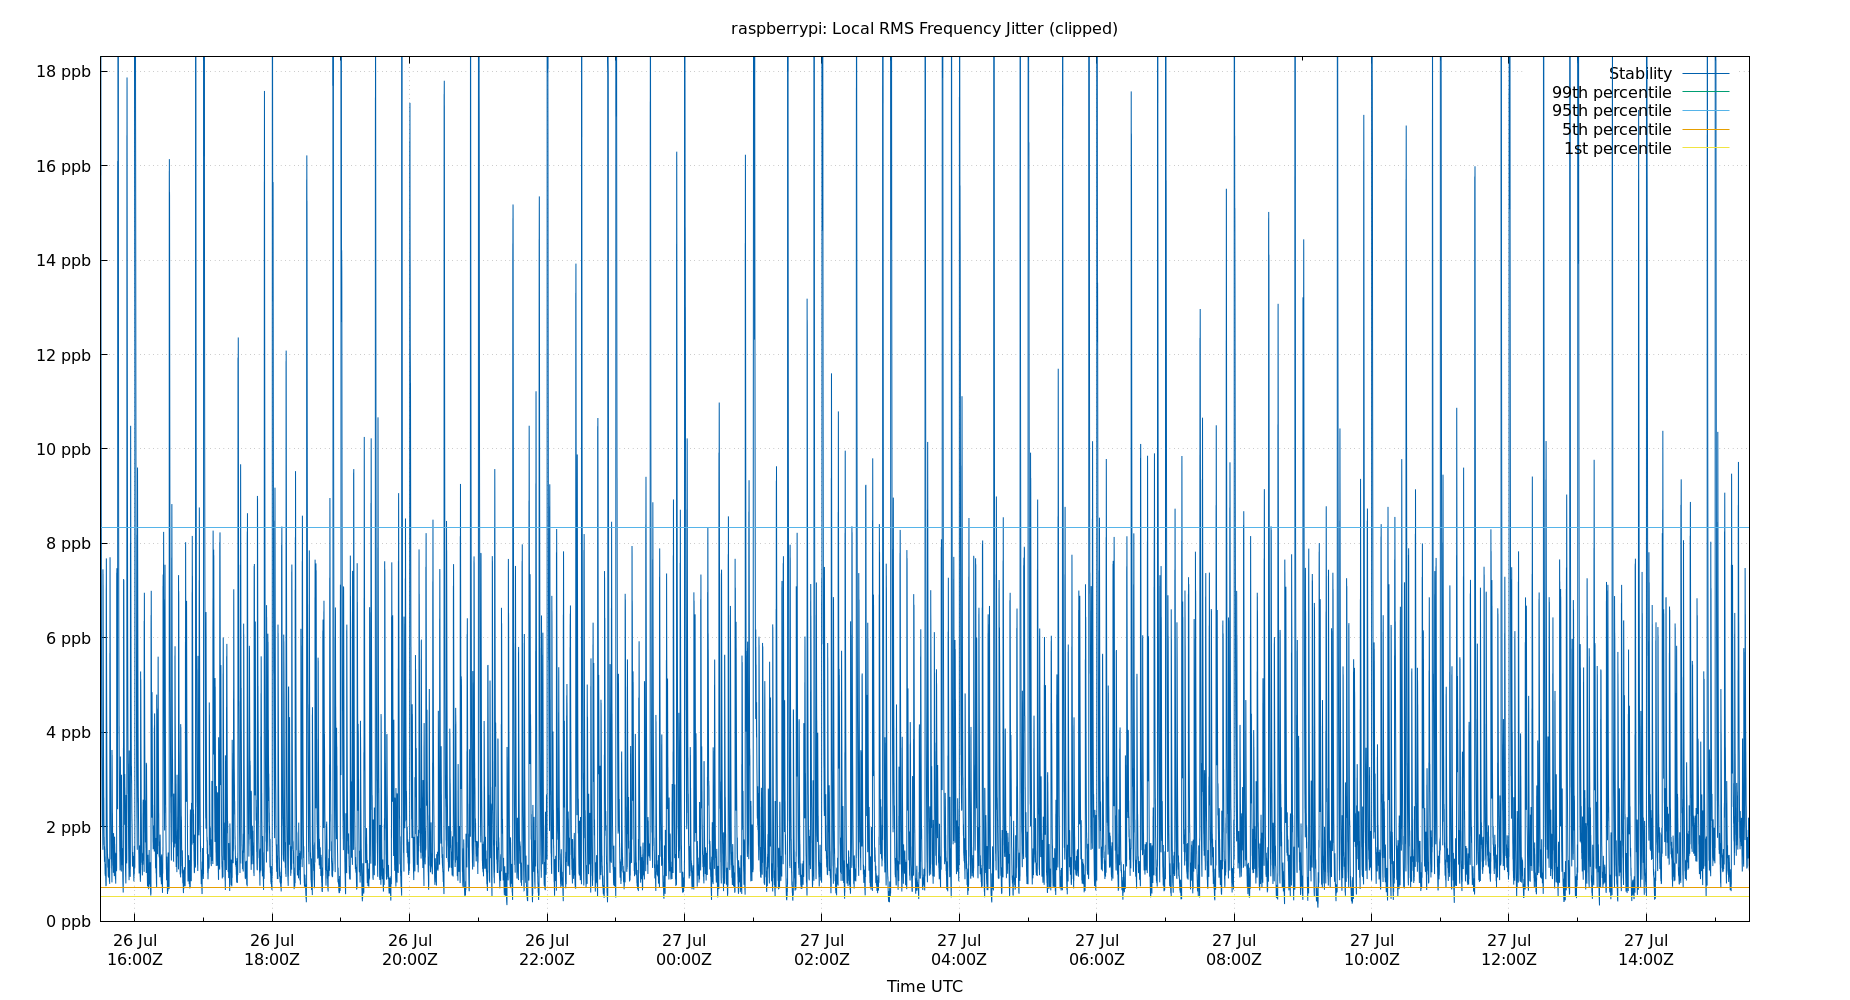 raspberrypi: Local RMS Frequency Jitter (clipped)
18 ppb
16 ppb
14 ppb
12 ppb
10 ppb
8 ppb
6 ppb
4 ppb
2 ppb
0 ppb
Stability
99th percentile
95th percentile
5th percentile
1st percentile
26 Jul 26 Jul 26 Jul 26 Jul 27 Jul 27 Jul 27 Jul 27 Jul 27 Jul 27 Jul 27 Jul 27 Jul
16:00Z 18:00Z 20:00Z 22:00Z 00:00Z 02:00Z 04:00Z 06:00Z 08:00Z 10:00Z 12:00Z 14:00Z
Time UTC